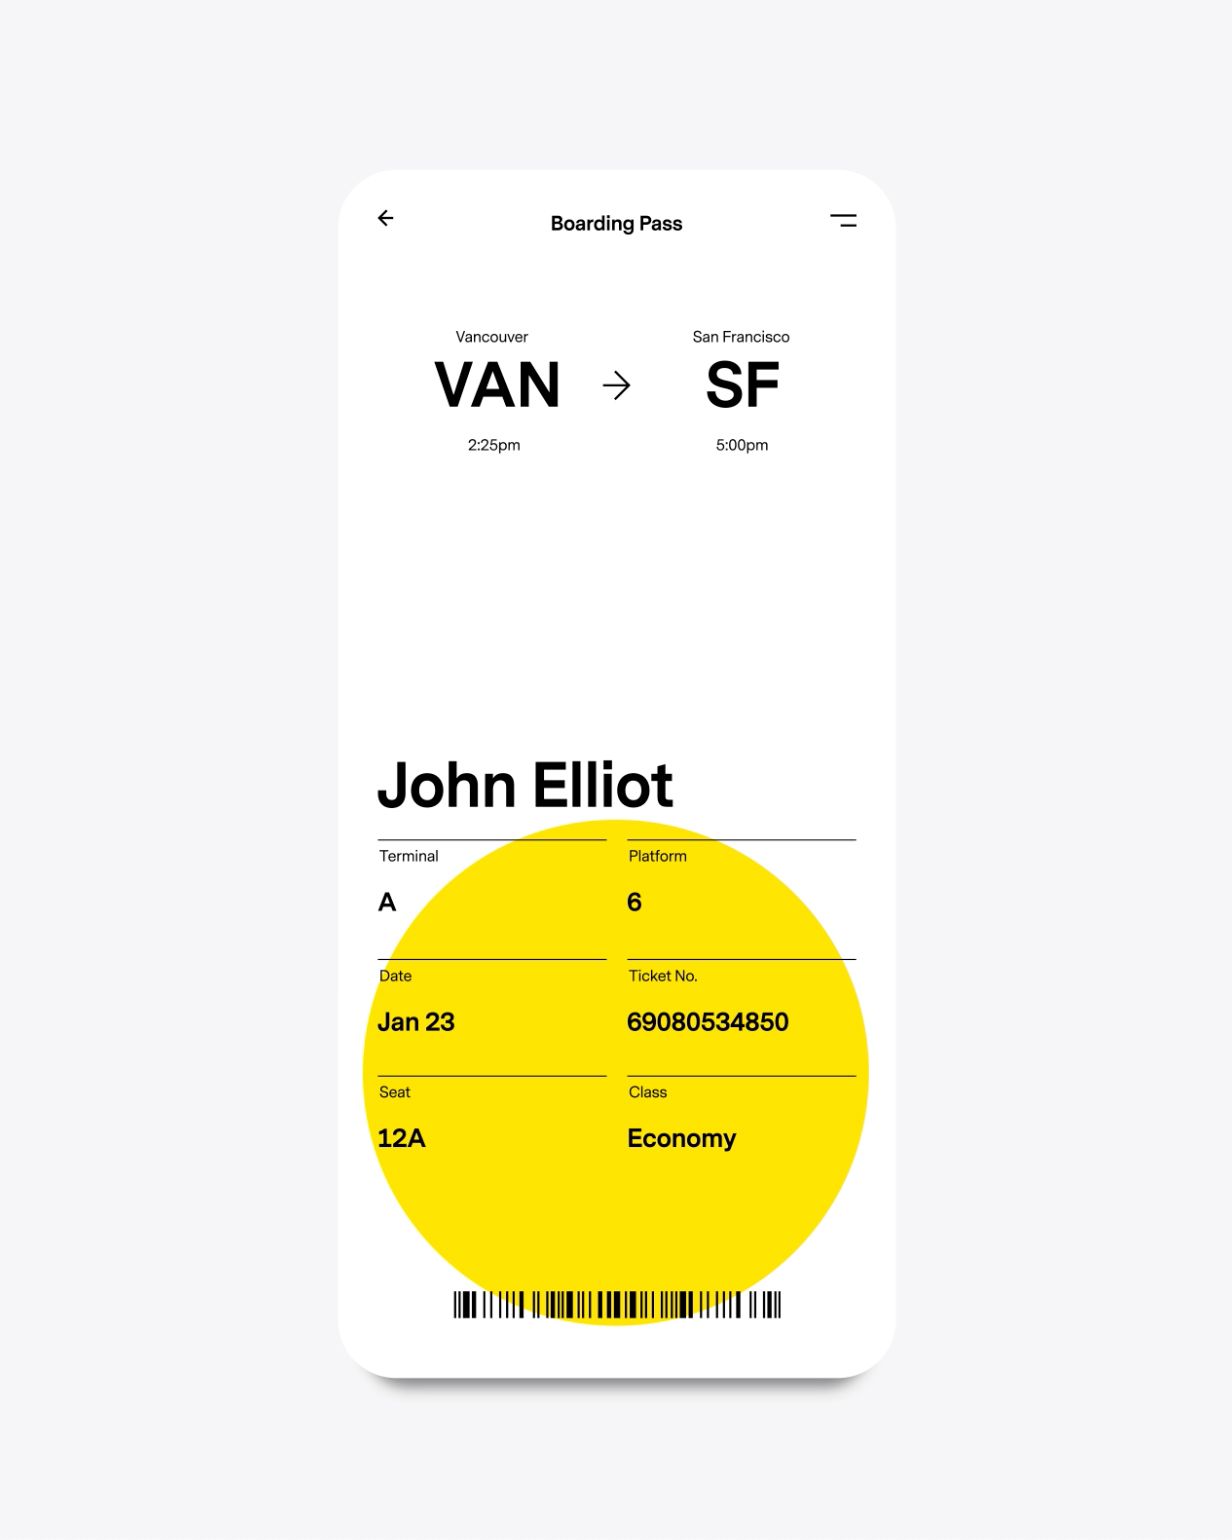 Boarding Pass
Vancouver San Francisco
VAN SF
2:25pm 5:00pm
John Elliot
Terminal Platform
A 6
Date Ticket No.
Jan 23 69080534850
Seat Class
12A Economy